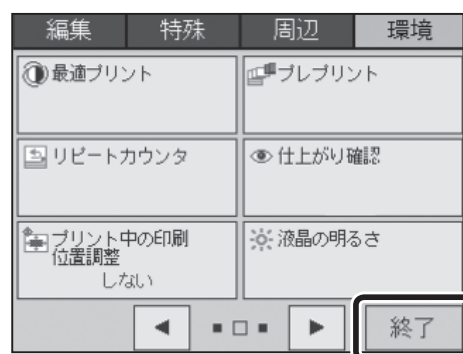 編集 特殊 周辺 環境
最適プリント プレプリント
リピートカウンタ 仕上がり確認
プリント中の印刷
位置調整
しない
液晶の明るさ
終了